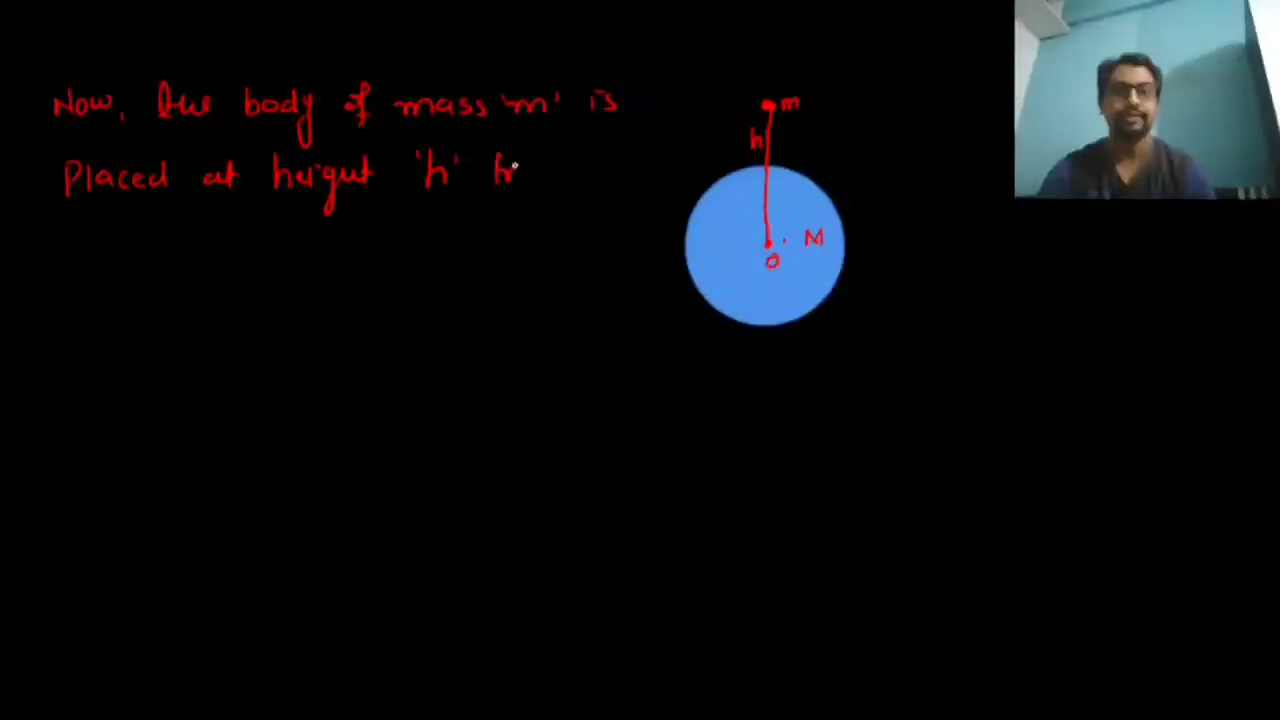 Now, the body of mass 'm' is
Placed at height 'h'
m
h
M
O